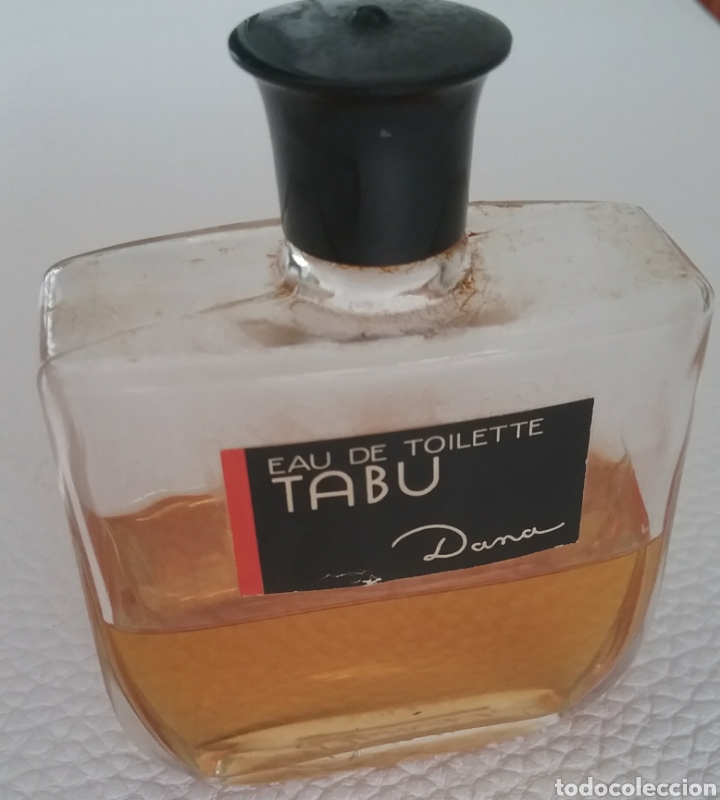 EAU DE TOILETTE
TABU
Dana
todocoleccion